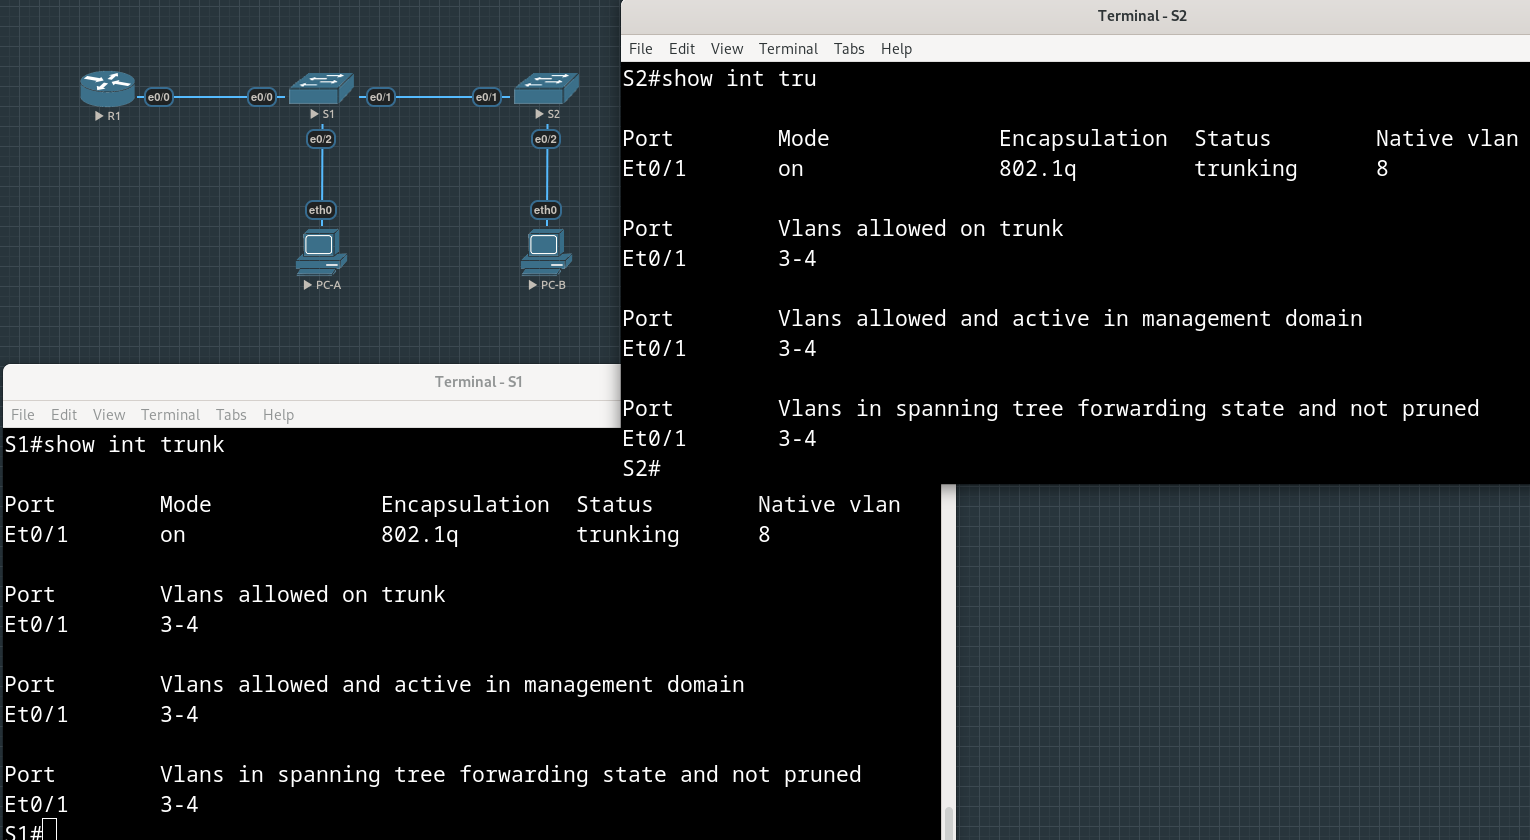 e0/0 e0/0 e0/1 e0/1
R1 S1 S2
e0/2 e0/2
eth0 eth0
PC-A PC-B
Terminal - S2
File Edit View Terminal Tabs Help
S2#show int tru
Port Mode Encapsulation Status Native vlan
Et0/1 on 802.1q trunking 8
Port Vlans allowed on trunk
Et0/1 3-4
Port Vlans allowed and active in management domain
Et0/1 3-4
Port Vlans in spanning tree forwarding state and not pruned
Et0/1 3-4
S2#
Terminal - S1
File Edit View Terminal Tabs Help
S1#show int trunk
Port Mode Encapsulation Status Native vlan
Et0/1 on 802.1q trunking 8
Port Vlans allowed on trunk
Et0/1 3-4
Port Vlans allowed and active in management domain
Et0/1 3-4
Port Vlans in spanning tree forwarding state and not pruned
Et0/1 3-4
S1#